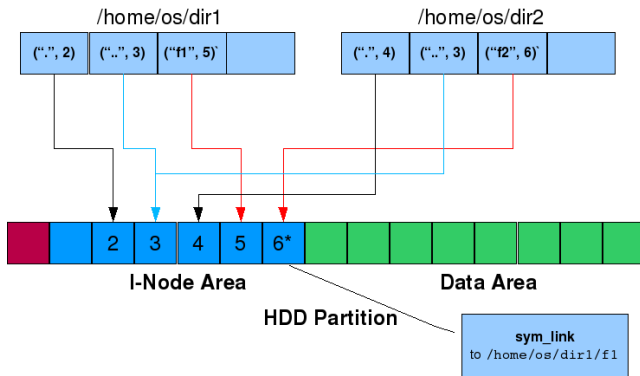 /home/os/dir1
/home/os/dir2
(“.”, 2)
(“..”, 3)
(“f1”, 5)`
(“.”, 4)
(“..”, 3)
(“f2”, 6)`
2
3
4
5
6*
I-Node Area
Data Area
HDD Partition
sym_link
to /home/os/dir1/f1